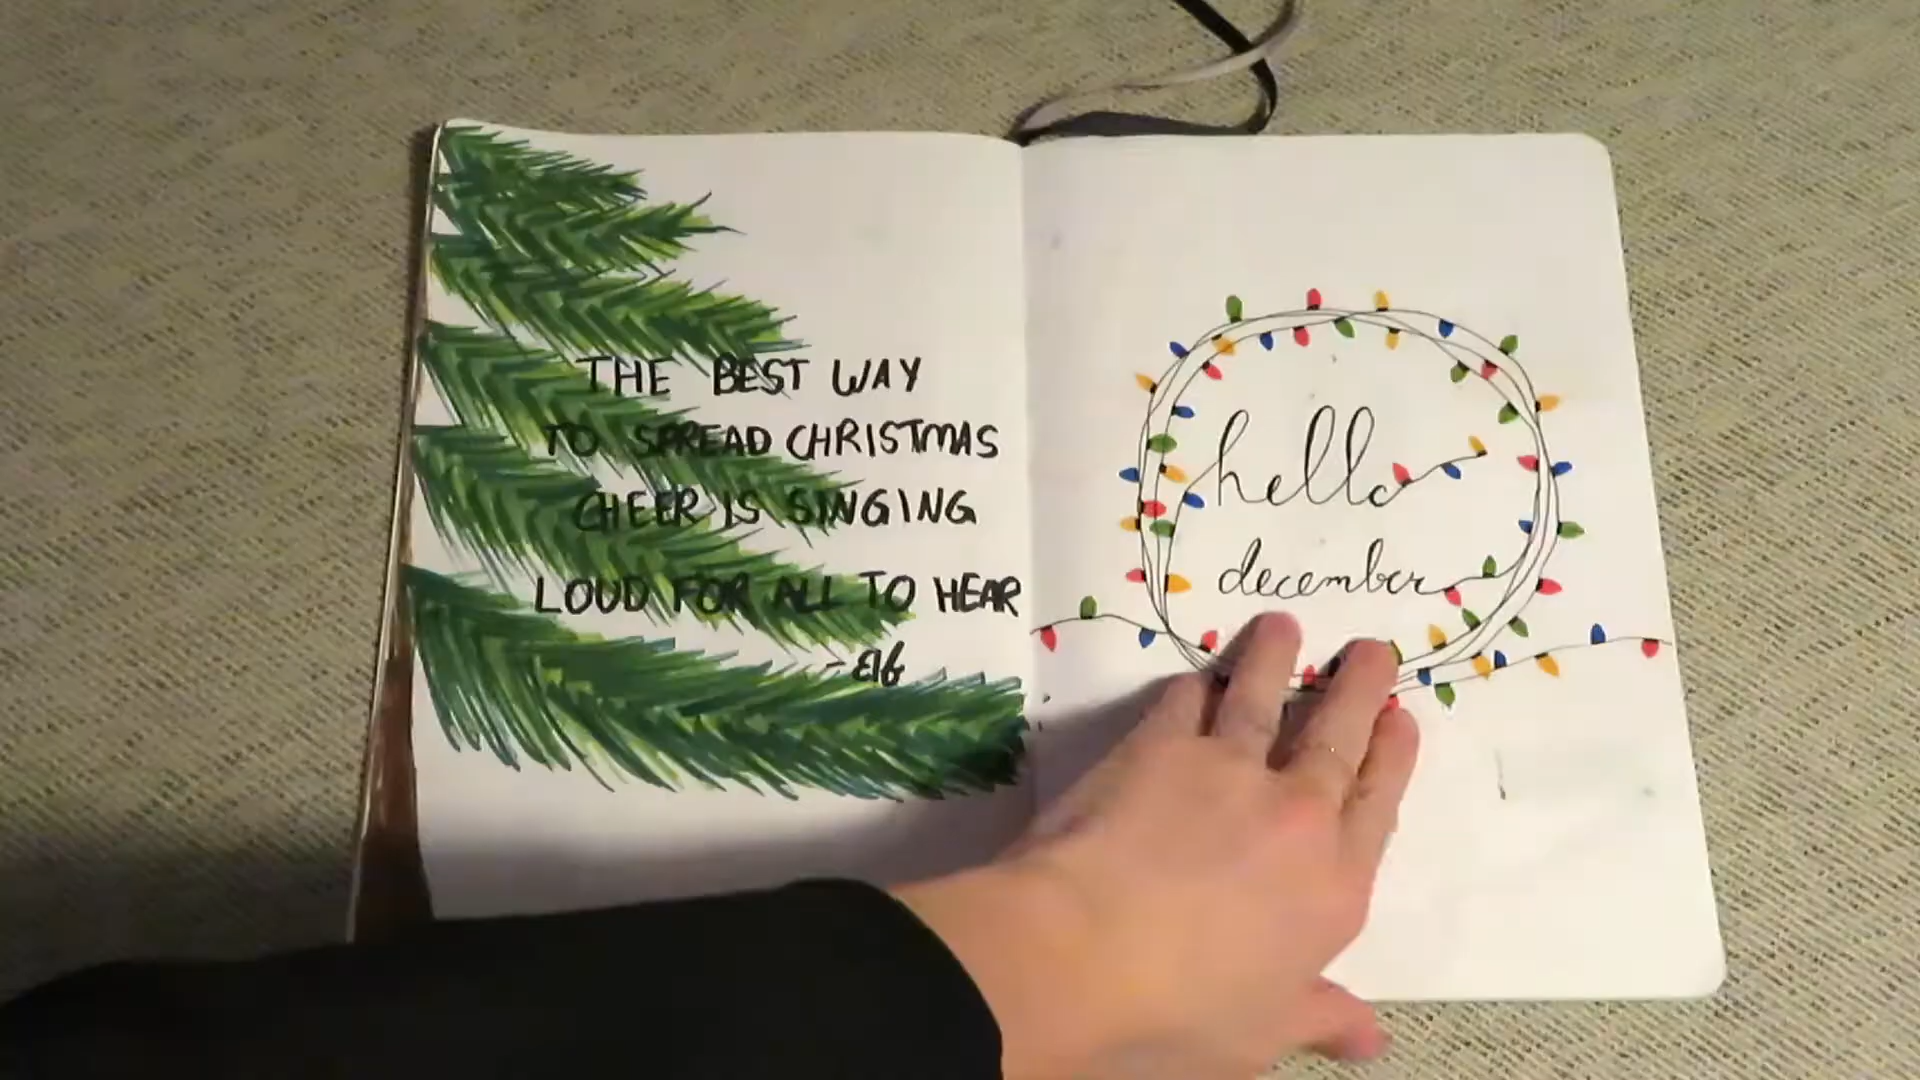 THE BEST WAY
TO SPREAD CHRISTMAS
CHEER IS SINGING
LOUD FOR ALL TO HEAR
- Elf
hello
december